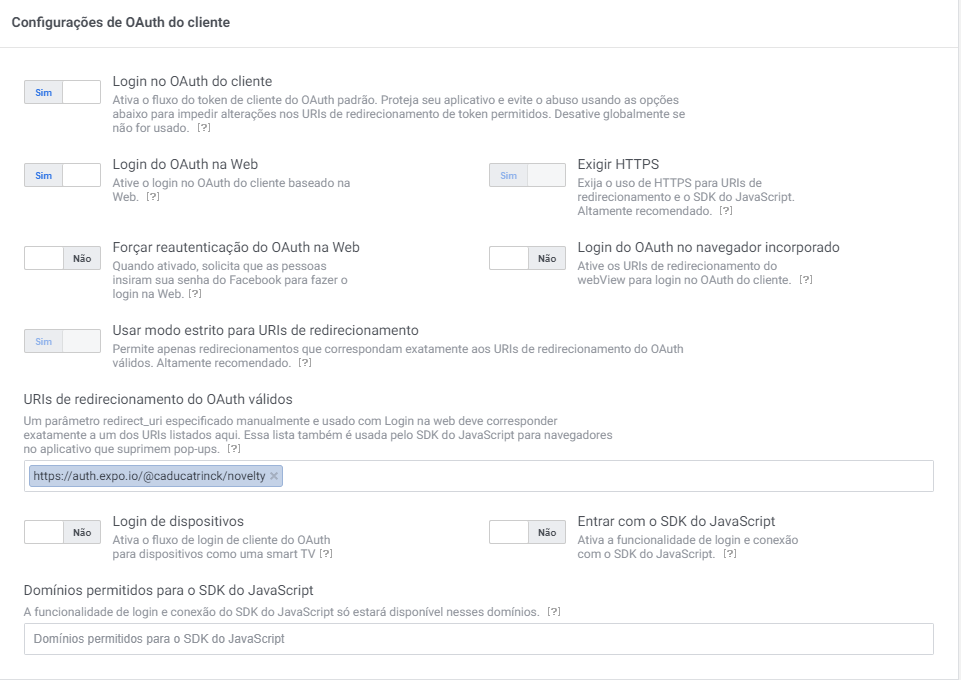 Configurações de OAuth do cliente
Sim
Login no OAuth do cliente
Ativa o fluxo do token de cliente do OAuth padrão. Proteja seu aplicativo e evite o abuso usando as opções
abaixo para impedir alterações nos URIs de redirecionamento de token permitidos. Desative globalmente se
não for usado. [?]
Sim
Login do OAuth na Web
Ative o login no OAuth do cliente baseado na
Web. [?]
Sim
Exigir HTTPS
Exija o uso de HTTPS para URIs de
redirecionamento e o SDK do JavaScript.
Altamente recomendado. [?]
Não
Forçar reautenticação do OAuth na Web
Quando ativado, solicita que as pessoas
insiram sua senha do Facebook para fazer o
login na Web. [?]
Não
Login do OAuth no navegador incorporado
Ative os URIs de redirecionamento do
webView para login no OAuth do cliente. [?]
Sim
Usar modo estrito para URIs de redirecionamento
Permite apenas redirecionamentos que correspondam exatamente aos URIs de redirecionamento do OAuth
válidos. Altamente recomendado. [?]
URIs de redirecionamento do OAuth válidos
Um parâmetro redirect_uri especificado manualmente e usado com Login na web deve corresponder
exatamente a um dos URIs listados aqui. Essa lista também é usada pelo SDK do JavaScript para navegadores
no aplicativo que suprimem pop-ups. [?]
https://auth.expo.io/@caducatrinck/novelty ×
Não
Login de dispositivos
Ativa o fluxo de login de cliente do OAuth
para dispositivos como uma smart TV [?]
Não
Entrar com o SDK do JavaScript
Ativa a funcionalidade de login e conexão
com o SDK do JavaScript. [?]
Domínios permitidos para o SDK do JavaScript
A funcionalidade de login e conexão do SDK do JavaScript só estará disponível nesses domínios. [?]
Domínios permitidos para o SDK do JavaScript